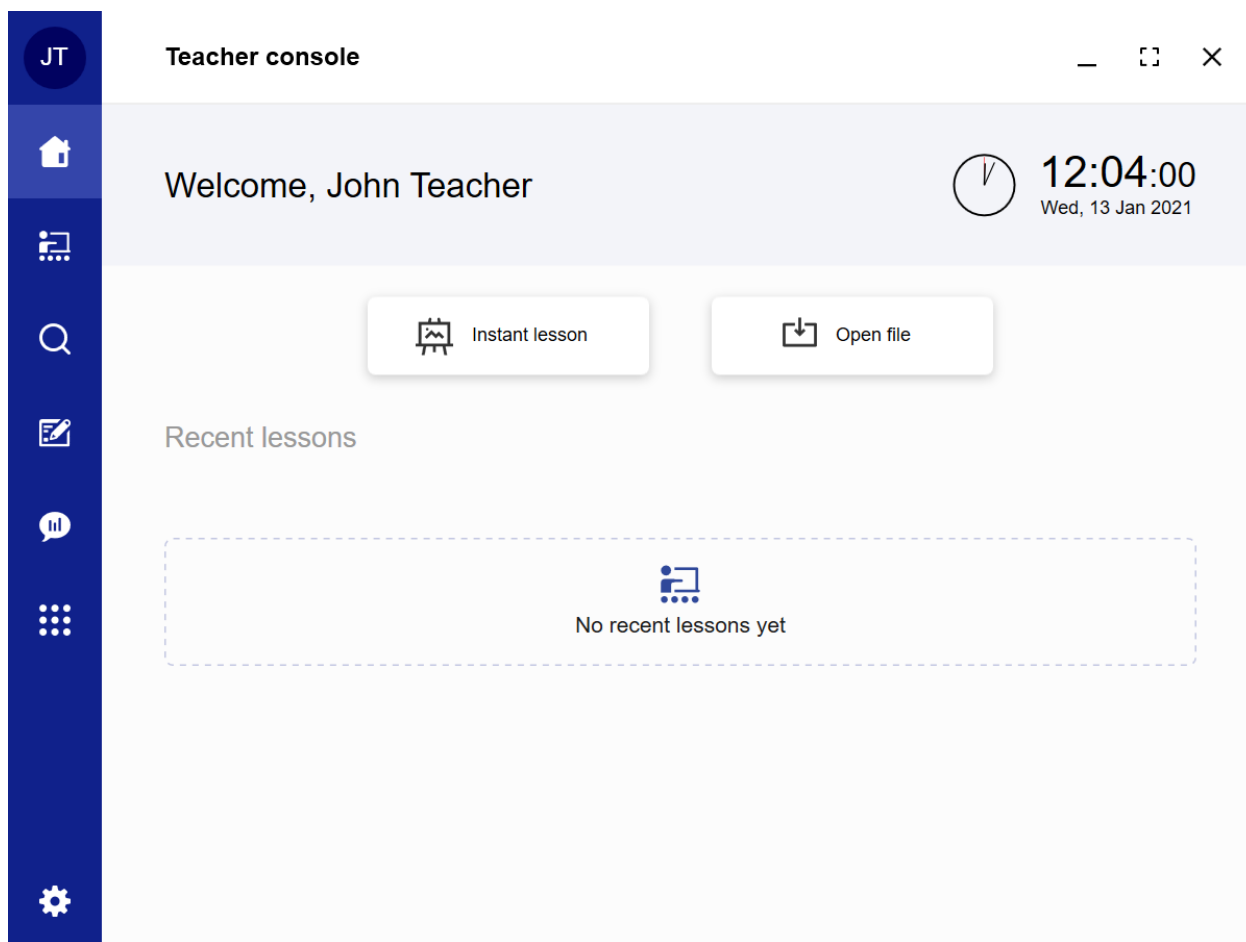 JT
Teacher console
Welcome, John Teacher
12:04:00
Wed, 13 Jan 2021
Instant lesson
Open file
Recent lessons
No recent lessons yet